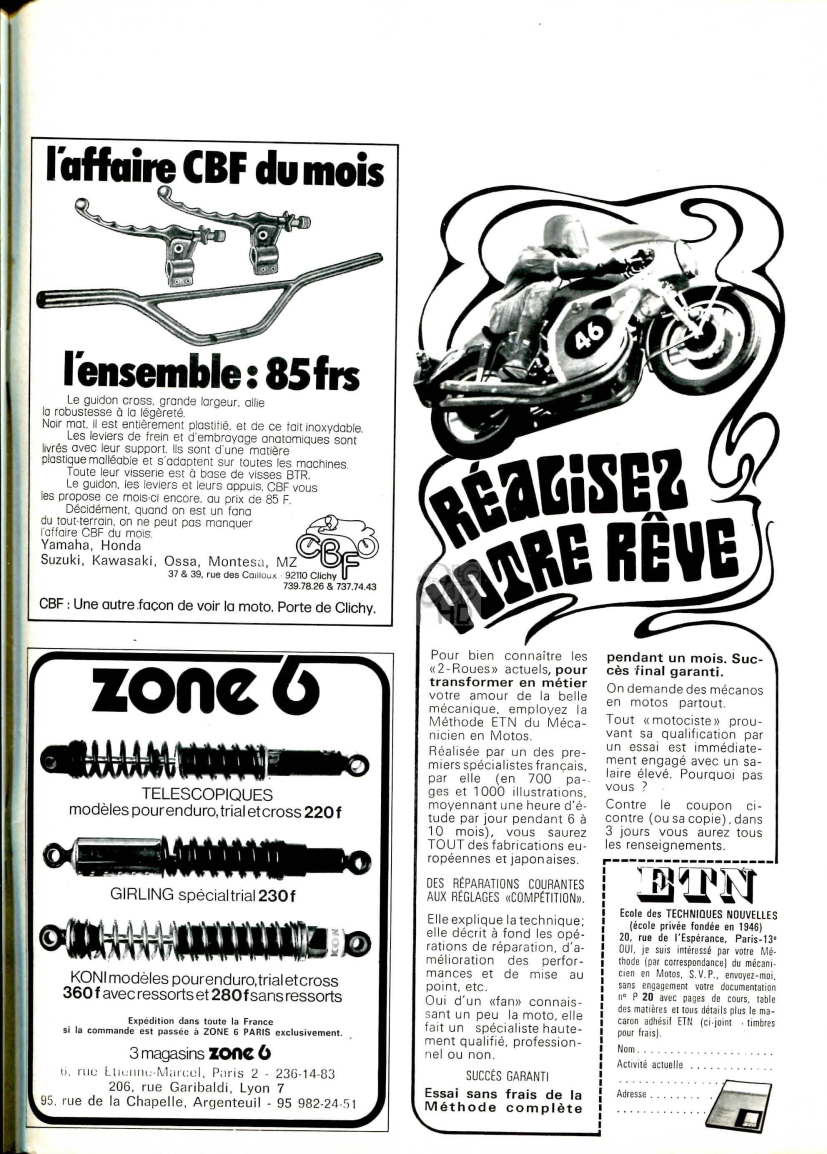 l'affaire CBF du mois
l'ensemble : 85 frs
Le guidon cross, grande largeur, allie
la robustesse à la légèreté.
Noir mat, il est entièrement plastifié, et de ce fait inoxydable.
Les leviers de frein et d'embrayage anatomiques sont
livrés avec leur support. Ils sont d'une matière
plastique malléable et s'adaptent sur toutes les machines.
Toute leur visserie est à base de visses BTR.
Le guidon, les leviers et leurs appuis, CBF vous
les propose ce mois-ci encore, au prix de 85 F.
Décidément, quand on est un fana
du tout-terrain, on ne peut pas manquer
l'affaire CBF du mois.
Yamaha, Honda
Suzuki, Kawasaki, Ossa, Montesa, MZ
CBF
37 & 39, rue des Cailloux - 92110 Clichy
739.78.26 & 737.74.43
CBF : Une autre façon de voir la moto. Porte de Clichy.
zone 6
TELESCOPIQUES
modèles pour enduro, trial et cross 220 f
GIRLING spécial trial 230 f
KONI
KONI modèles pour enduro, trial et cross
360 f avec ressorts et 280 f sans ressorts
Expédition dans toute la France
si la commande est passée à ZONE 6 PARIS exclusivement.
3 magasins zone 6
6, rue Etienne-Marcel, Paris 2 - 236-14-83
206, rue Garibaldi, Lyon 7
95, rue de la Chapelle, Argenteuil - 95 982-24-51
46
RÉALISEZ
VOTRE RÊVE
Pour bien connaître les
«2-Roues» actuels, pour
transformer en métier
votre amour de la belle
mécanique, employez la
Méthode ETN du Méca-
nicien en Motos.
Réalisée par un des pre-
miers spécialistes français,
par elle (en 700 pa-
ges et 1000 illustrations,
moyennant une heure d'é-
tude par jour pendant 6 à
10 mois), vous saurez
TOUT des fabrications eu-
ropéennes et japonaises.
DES RÉPARATIONS COURANTES
AUX RÉGLAGES «COMPÉTITION».
Elle explique la technique;
elle décrit à fond les opé-
rations de réparation, d'a-
mélioration des perfor-
mances et de mise au
point, etc.
Oui d'un «fan» connais-
sant un peu la moto, elle
fait un spécialiste haute-
ment qualifié, profession-
nel ou non.
SUCCÈS GARANTI
Essai sans frais de la
Méthode complète
pendant un mois. Suc-
cès final garanti.
On demande des mécanos
en motos partout.
Tout «motociste» prou-
vant sa qualification par
un essai est immédiate-
ment engagé avec un sa-
laire élevé. Pourquoi pas
vous ?
Contre le coupon ci-
contre (ou sa copie), dans
3 jours vous aurez tous
les renseignements.
ETN
Ecole des TECHNIQUES NOUVELLES
(école privée fondée en 1946)
20, rue de l'Espérance, Paris-13e
OUI, je suis intéressé par votre Mé-
thode (par correspondance) du mécani-
cien en Motos, S.V.P., envoyez-moi,
sans engagement votre documentation
n° P 20 avec pages de cours, table
des matières et tous détails plus le ma-
caron adhésif ETN (ci-joint timbres
pour frais).
Nom
Activité actuelle
Adresse